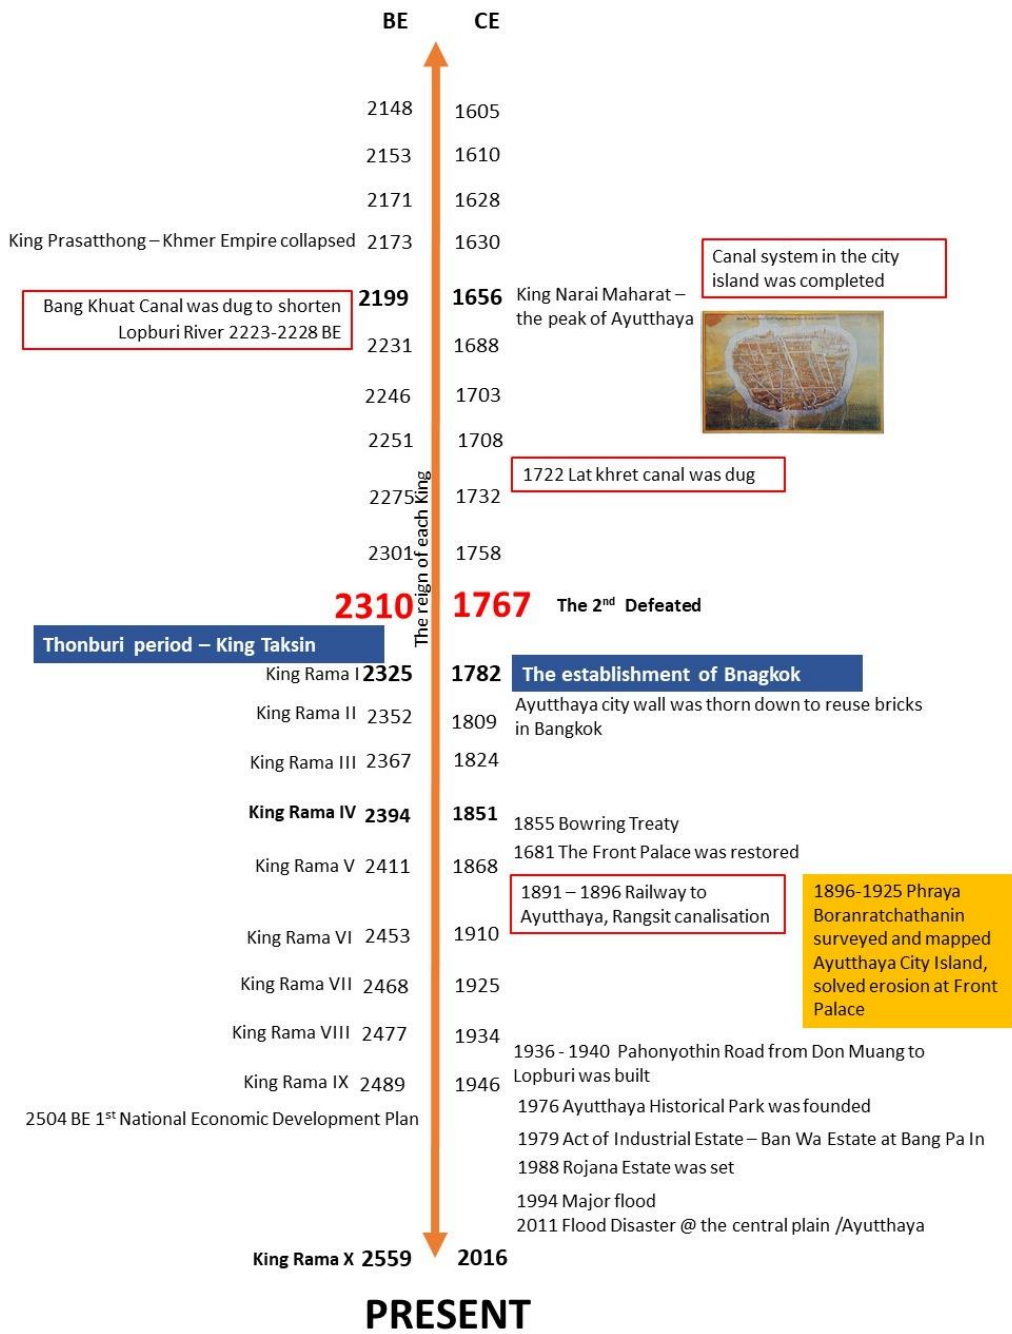 BE CE
2148 1605
2153 1610
2171 1628
King Prasatthong – Khmer Empire collapsed 2173 1630
Canal system in the city
island was completed
Bang Khuat Canal was dug to shorten
Lopburi River 2223-2228 BE
2199 1656 King Narai Maharat –
the peak of Ayutthaya
2231 1688
2246 1703
2251 1708
1722 Lat khret canal was dug
2275 1732
The reign of each King
2301 1758
2310 1767 The 2nd Defeated
Thonburi period – King Taksin
King Rama I 2325 1782 The establishment of Bnagkok
Ayutthaya city wall was thorn down to reuse bricks
in Bangkok
King Rama II 2352 1809
King Rama III 2367 1824
King Rama IV 2394 1851
1855 Bowring Treaty
1681 The Front Palace was restored
King Rama V 2411 1868
1891 – 1896 Railway to
Ayutthaya, Rangsit canalisation
1896-1925 Phraya
Boranratchathanin
surveyed and mapped
Ayutthaya City Island,
solved erosion at Front
Palace
King Rama VI 2453 1910
King Rama VII 2468 1925
King Rama VIII 2477 1934
1936 - 1940 Pahonyothin Road from Don Muang to
Lopburi was built
King Rama IX 2489 1946
1976 Ayutthaya Historical Park was founded
2504 BE 1st National Economic Development Plan
1979 Act of Industrial Estate – Ban Wa Estate at Bang Pa In
1988 Rojana Estate was set
1994 Major flood
2011 Flood Disaster @ the central plain /Ayutthaya
King Rama X 2559 2016
PRESENT